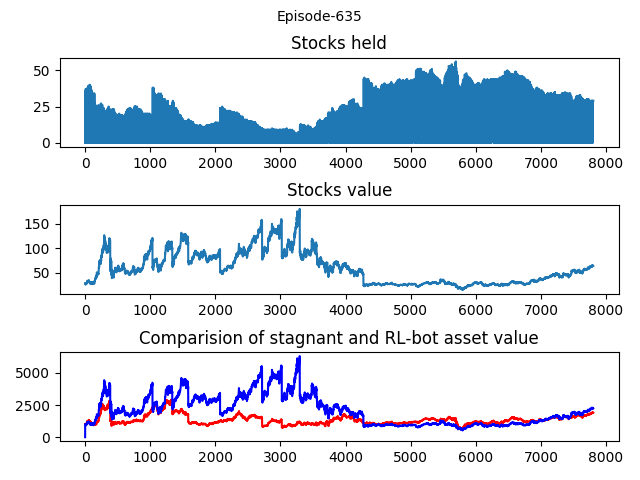 Episode-635
Stocks held
50
25
0
0 1000 2000 3000 4000 5000 6000 7000 8000
Stocks value
150
100
50
0 1000 2000 3000 4000 5000 6000 7000 8000
Comparision of stagnant and RL-bot asset value
5000
2500
0
0 1000 2000 3000 4000 5000 6000 7000 8000